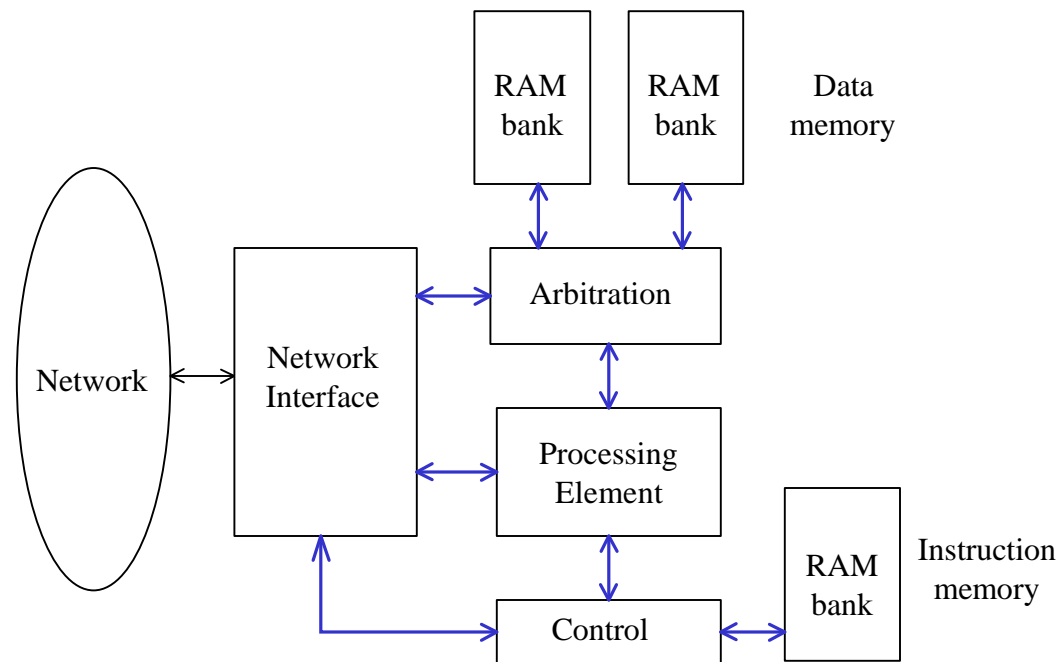 RAM
bank
RAM
bank
Data
memory
Arbitration
Network
Network
Interface
Processing
Element
RAM
bank
Instruction
memory
Control